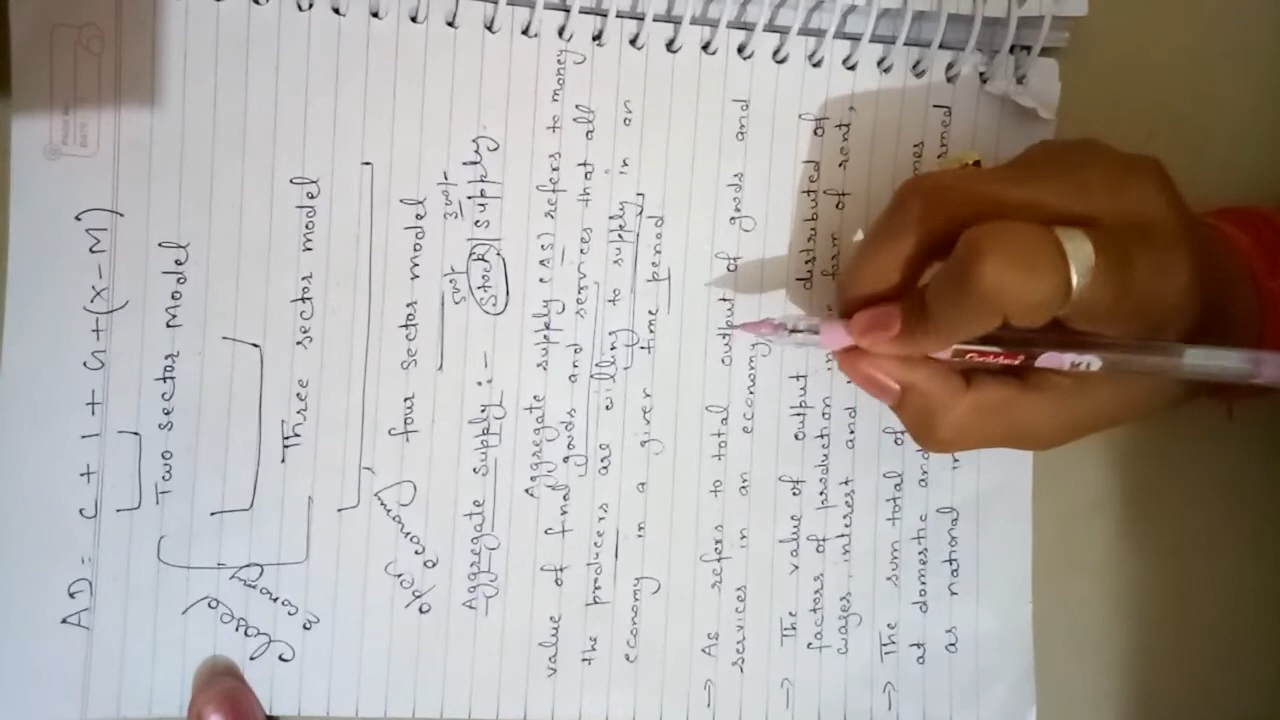 AD = C + I + G + (X-M)
Two sector Model
Three sector model
closed
economy
four sector model
open economy
500/- 300/-
Aggregate supply :- Stock | Supply.
Aggregate supply (AS) refers to money
value of final goods and services that all
the producers are willing to supply in an
economy in a given time period
→ AS refers to total output of goods and
services in an economy
→ The value of output distributed of
factors of production form of rent,
wages, interest and
→ The sum total of
at domestic and
as national
Goldex